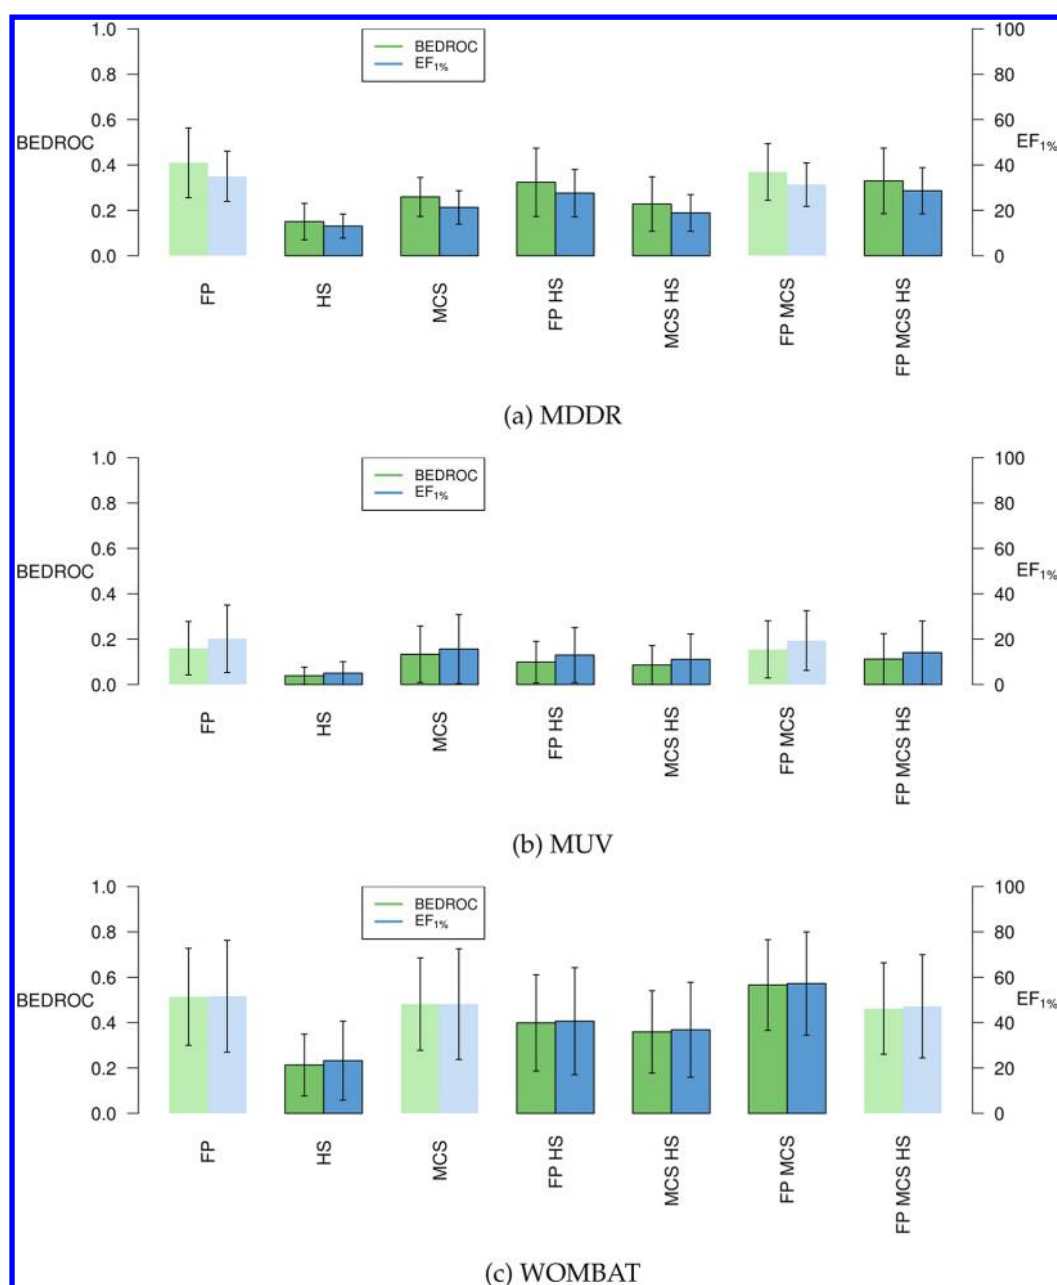 1.0
0.8
0.6
BEDROC
0.4
0.2
0.0
BEDROC
EF1%
100
80
60
EF1%
40
20
0
FP
HS
MCS
FP HS
MCS HS
FP MCS
FP MCS HS
(a) MDDR
1.0
0.8
0.6
BEDROC
0.4
0.2
0.0
BEDROC
EF1%
100
80
60
EF1%
40
20
0
FP
HS
MCS
FP HS
MCS HS
FP MCS
FP MCS HS
(b) MUV
1.0
0.8
0.6
BEDROC
0.4
0.2
0.0
BEDROC
EF1%
100
80
60
EF1%
40
20
0
FP
HS
MCS
FP HS
MCS HS
FP MCS
FP MCS HS
(c) WOMBAT